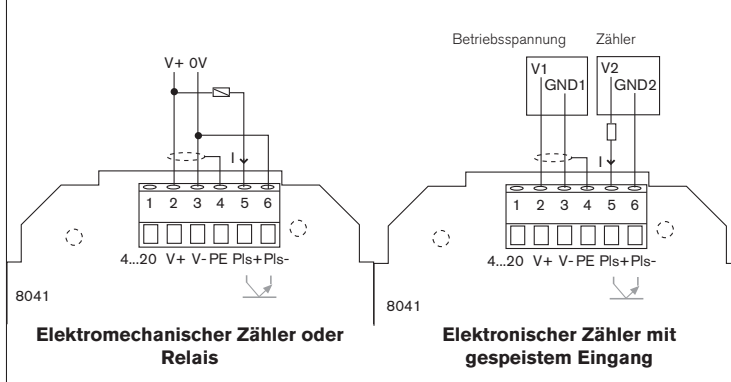 V+ 0V
I
1 2 3 4 5 6
4...20 V+ V- PE Pls+ Pls-
8041
Elektromechanischer Zähler oder
Relais
Betriebsspannung Zähler
V1 V2
GND1 GND2
I
1 2 3 4 5 6
4...20 V+ V- PE Pls+ Pls-
8041
Elektronischer Zähler mit
gespeistem Eingang